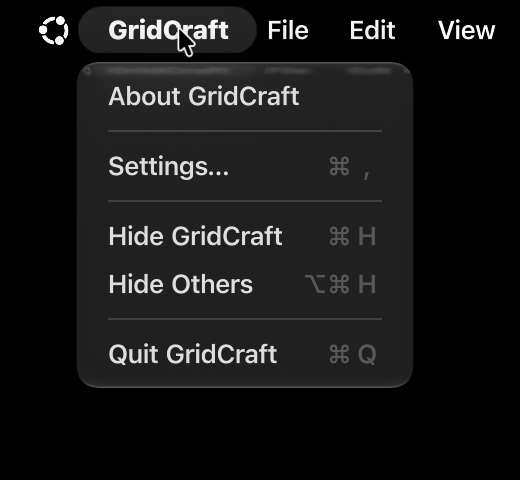 GridCraft File Edit View
About GridCraft
Settings... ⌘ ,
Hide GridCraft ⌘ H
Hide Others ⌥⌘ H
Quit GridCraft ⌘ Q